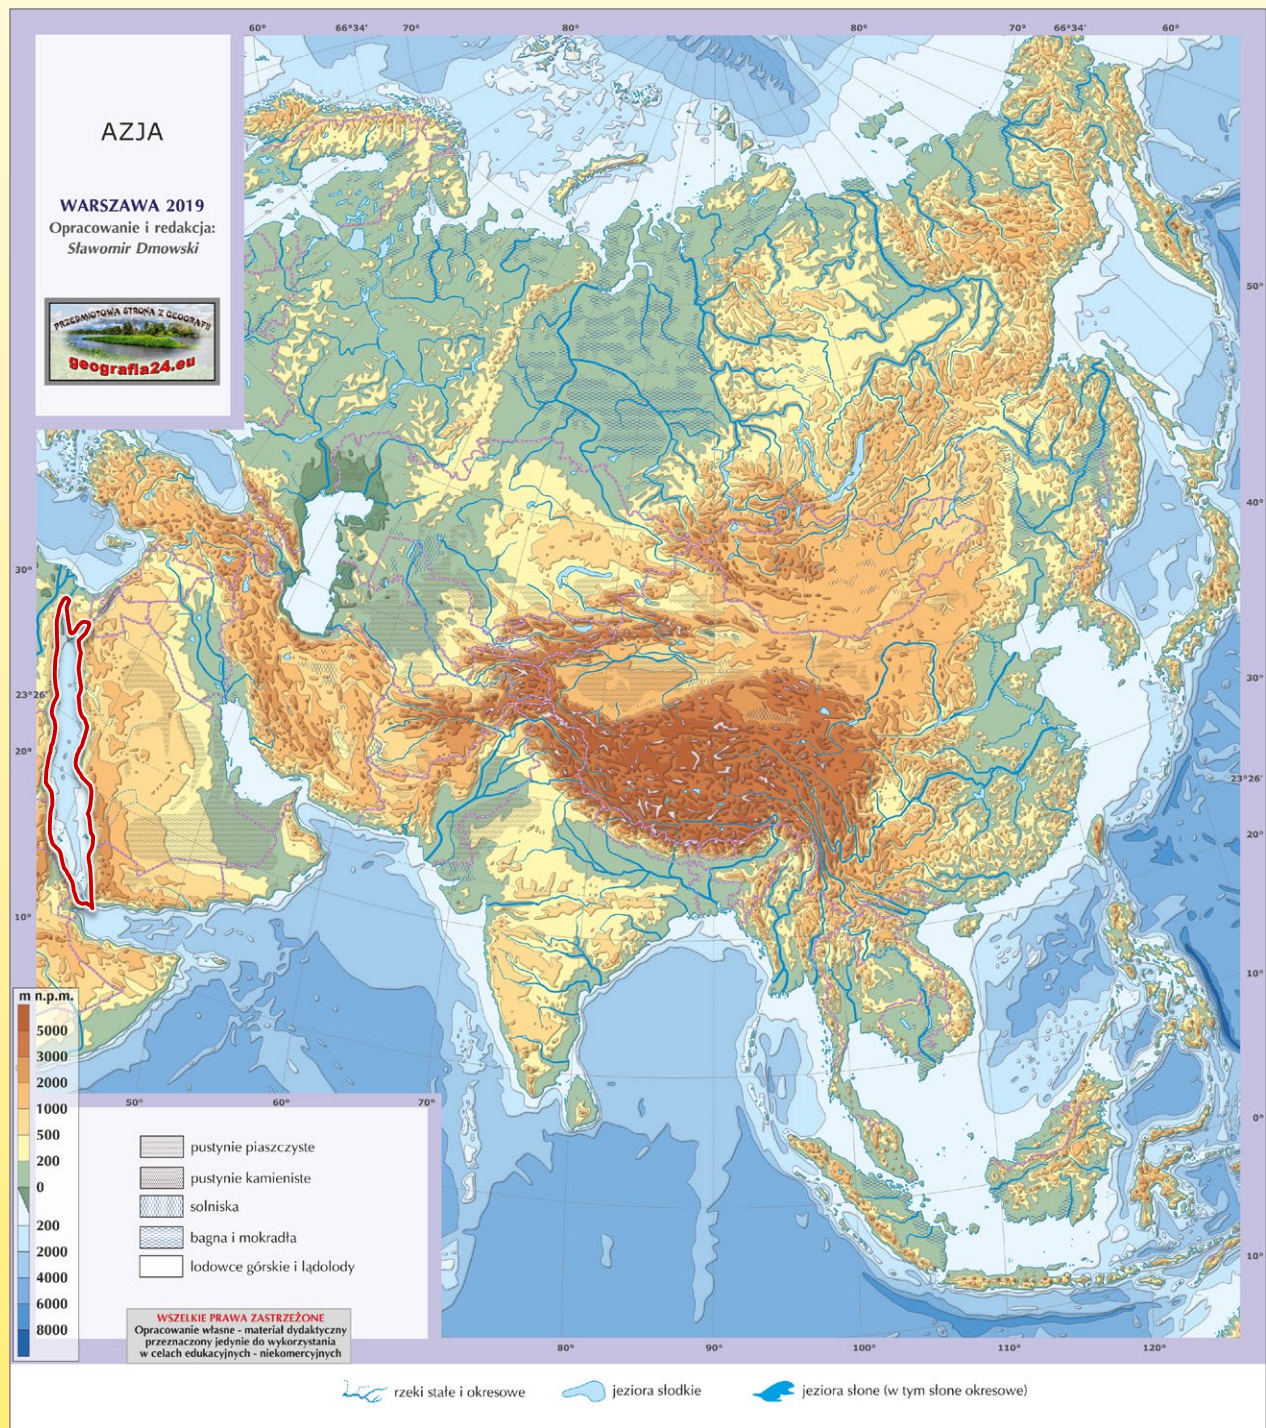 60°
66°34'
70°
80°
80°
70°
66°34'
60°
AZJA
WARSZAWA 2019
Opracowanie i redakcja:
Sławomir Dmowski
PRZEDMIOTOWA STRONA Z GEOGRAFII
geografia24.eu
50°
40°
30°
30°
23°26'
20°
23°26'
20°
10°
10°
m n.p.m.
5000
3000
2000
1000
500
200
0
200
2000
4000
6000
8000
50°
60°
70°
0°
10°
pustynie piaszczyste
pustynie kamieniste
solniska
bagna i mokradła
lodowce górskie i lądolody
WSZELKIE PRAWA ZASTRZEŻONE
Opracowanie własne - materiał dydaktyczny
przeznaczony jedynie do wykorzystania
w celach edukacyjnych - niekomercyjnych
80°
90°
100°
110°
120°
rzeki stałe i okresowe
jeziora słodkie
jeziora słone (w tym słone okresowe)